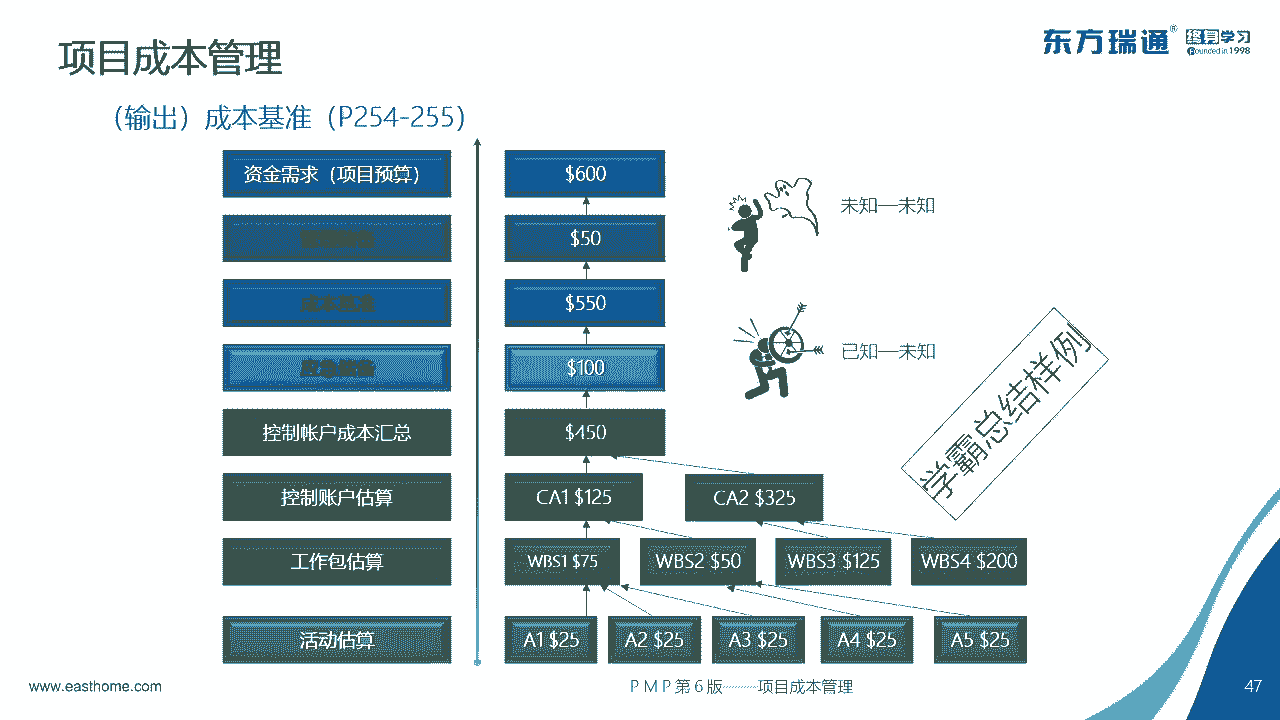 项目成本管理
东方瑞通® 终身学习
Founded in 1998
（输出）成本基准（P254-255）
资金需求（项目预算） $600
$50
未知—未知
成本基准 $550
$100
已知—未知
控制帐户成本汇总 $450
控制账户估算 CA1 $125 CA2 $325
工作包估算 WBS1 $75 WBS2 $50 WBS3 $125 WBS4 $200
活动估算 A1 $25 A2 $25 A3 $25 A4 $25 A5 $25
学霸总结样例
www.easthome.com
PMP第6版┈┈项目成本管理
47